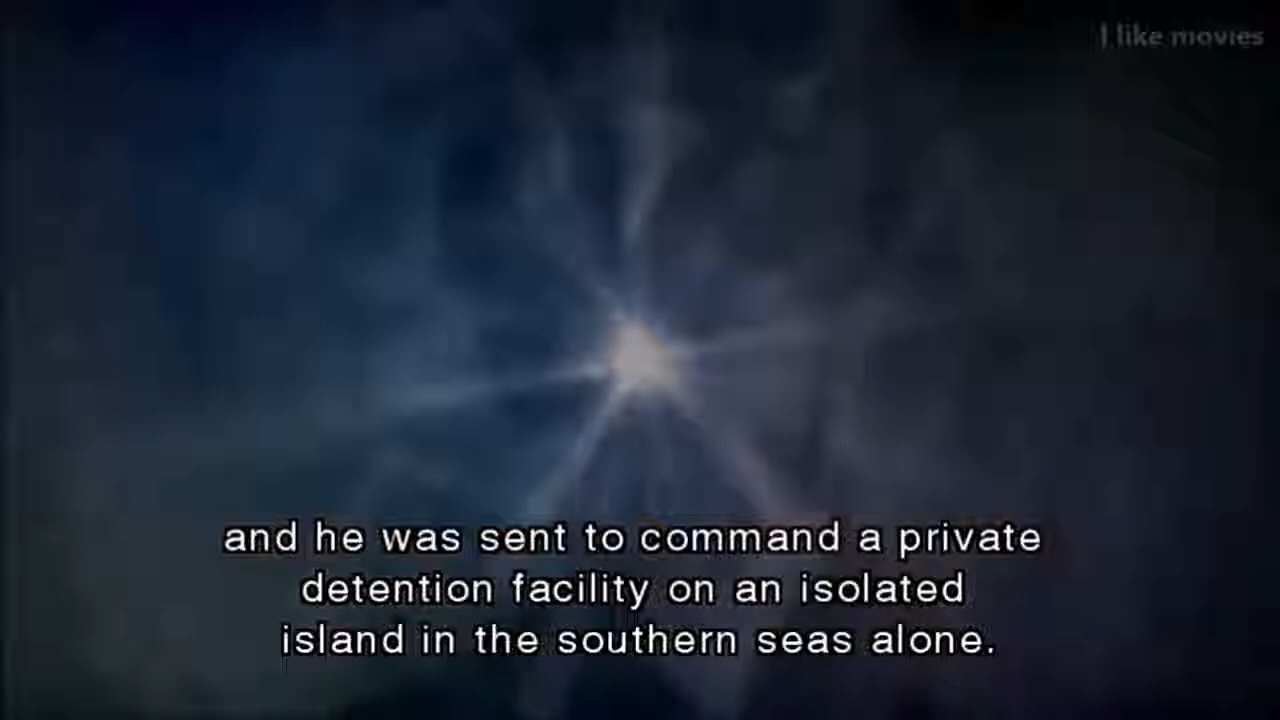 I like movies
and he was sent to command a private
detention facility on an isolated
island in the southern seas alone.